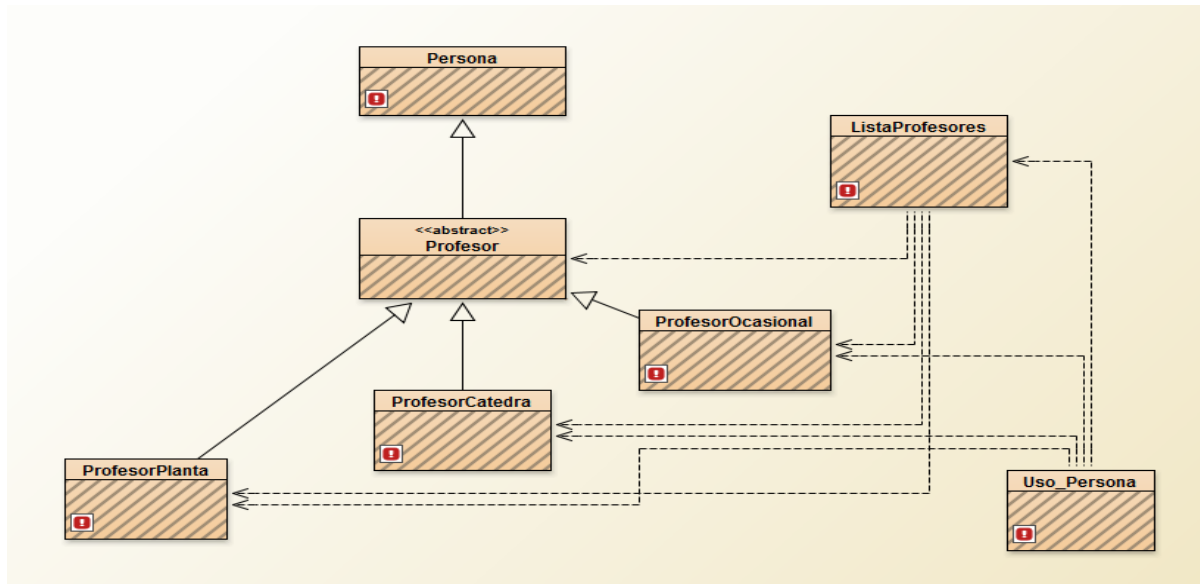 Persona
ListaProfesores
<<abstract>>
Profesor
ProfesorOcasional
ProfesorCatedra
ProfesorPlanta
Uso_Persona